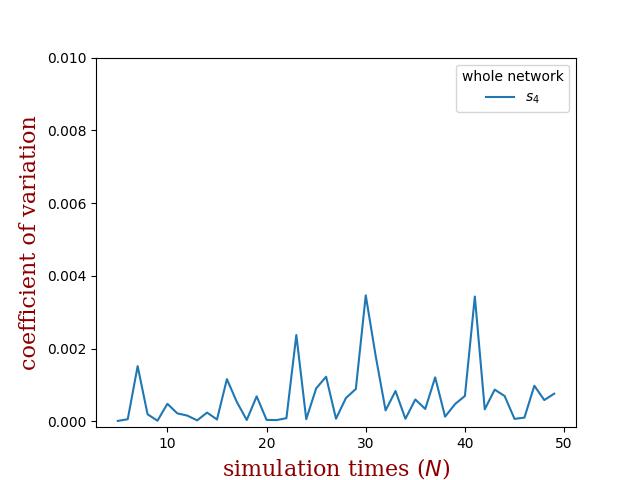 0.010
0.008
0.006
0.004
0.002
0.000
coefficient of variation
whole network
s₄
10 20 30 40 50
simulation times (N)